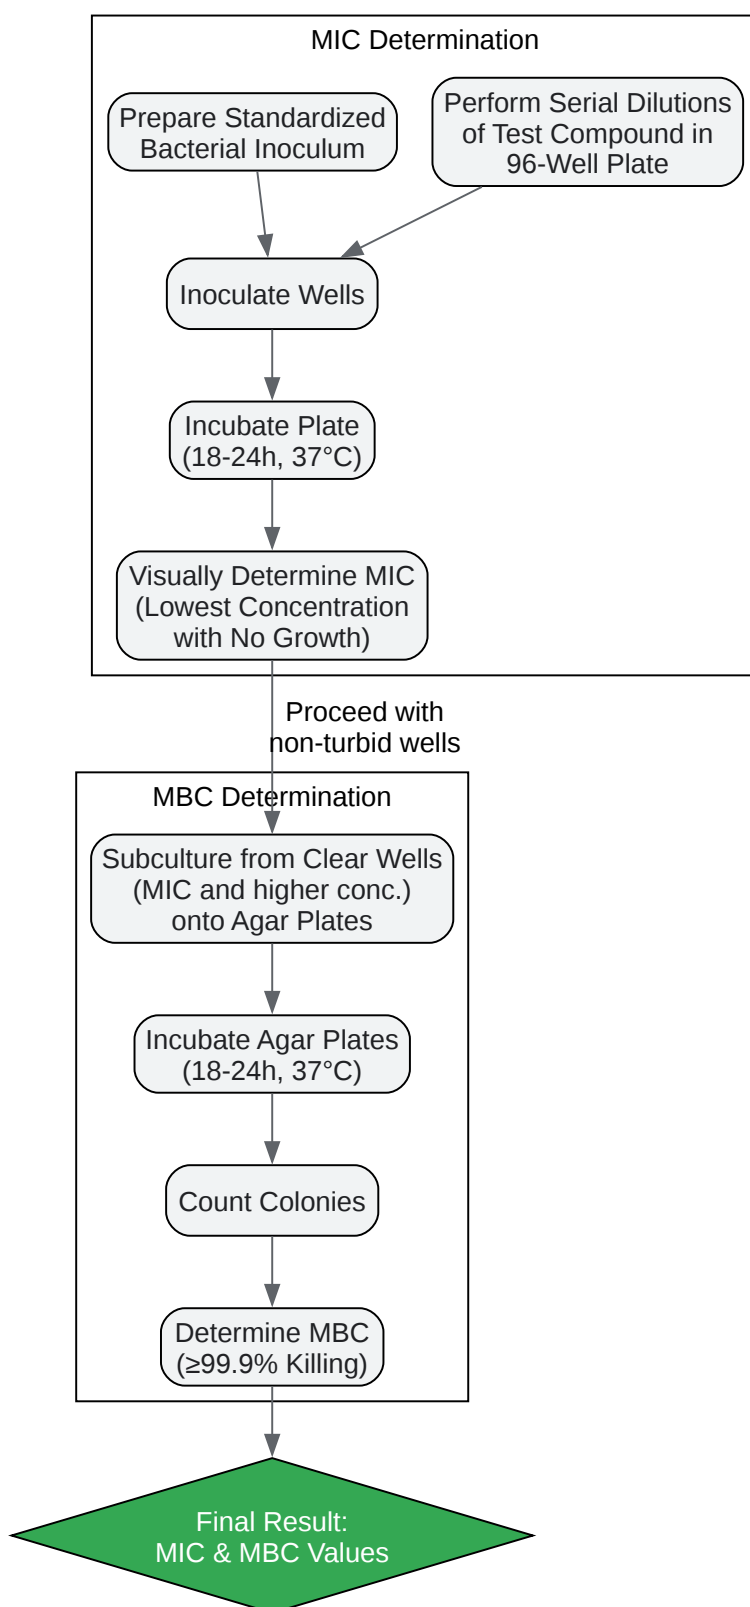 MIC Determination
Prepare Standardized
Bacterial Inoculum
Perform Serial Dilutions
of Test Compound in
96-Well Plate
Inoculate Wells
Incubate Plate
(18-24h, 37°C)
Visually Determine MIC
(Lowest Concentration
with No Growth)
Proceed with
non-turbid wells
MBC Determination
Subculture from Clear Wells
(MIC and higher conc.)
onto Agar Plates
Incubate Agar Plates
(18-24h, 37°C)
Count Colonies
Determine MBC
(≥99.9% Killing)
Final Result:
MIC & MBC Values